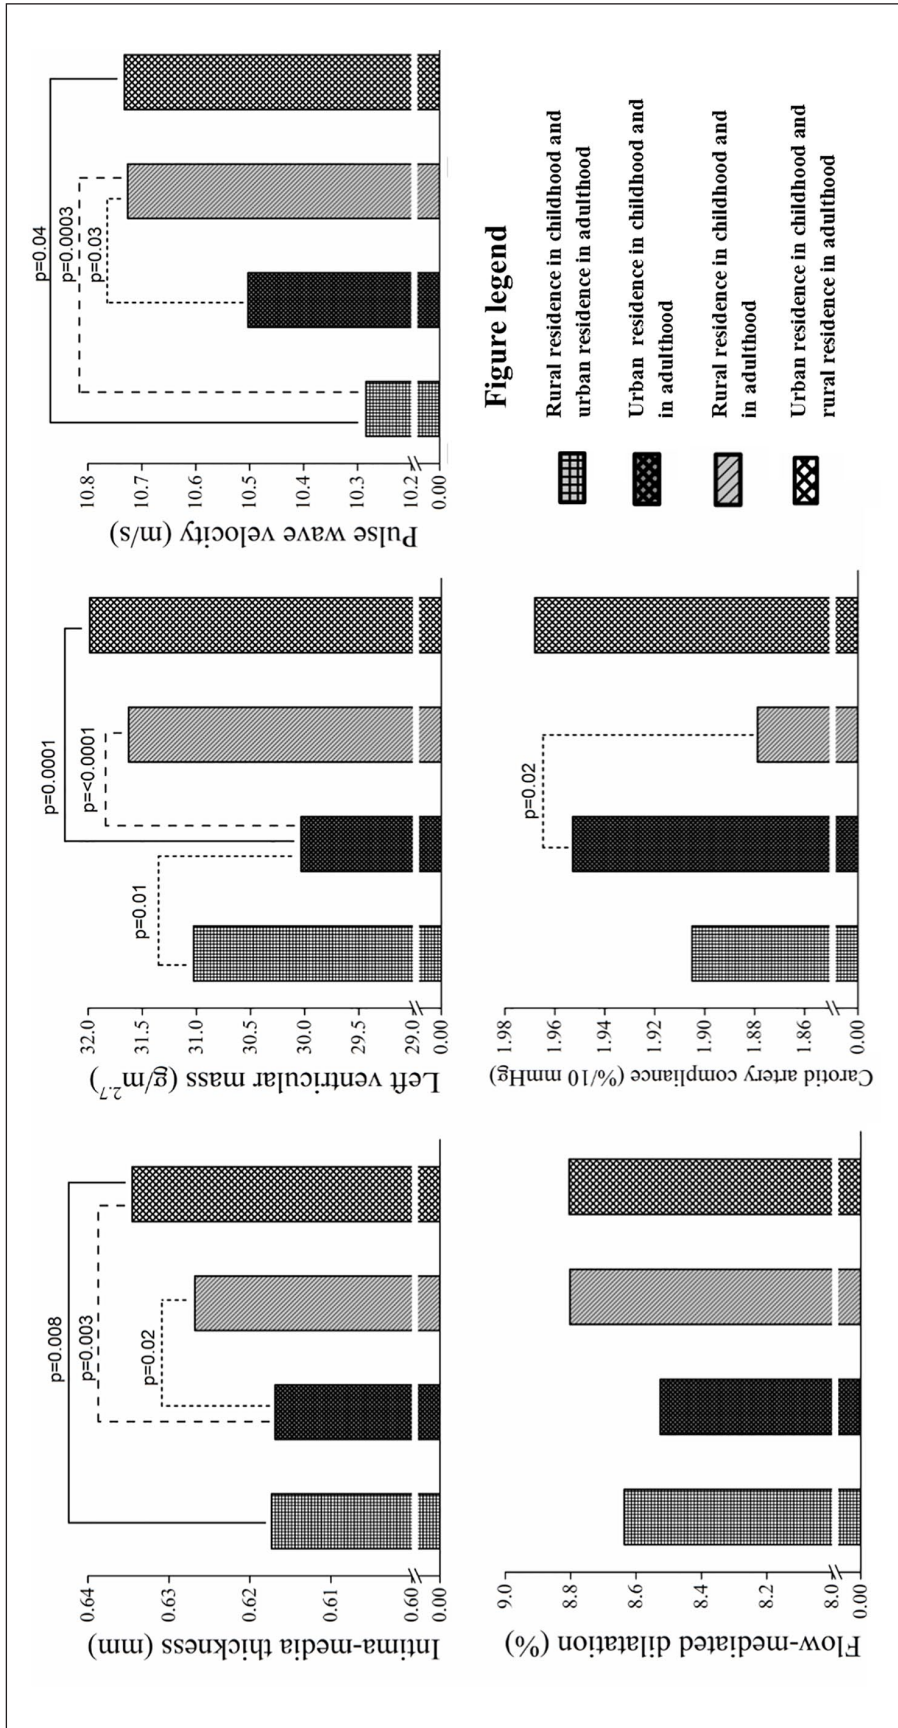 Intima-media thickness (mm)
0.64
0.63
0.62
0.61
0.60
0.00
p=0.008
p=0.003
p=0.02
Left ventricular mass (g/m2.7)
32.0
31.5
31.0
30.5
30.0
29.5
29.0
0.00
p=0.0001
p=<0.0001
p=0.01
Pulse wave velocity (m/s)
10.8
10.7
10.6
10.5
10.4
10.3
10.2
0.00
p=0.04
p=0.0003
p=0.03
Flow-mediated dilatation (%)
9.0
8.8
8.6
8.4
8.2
8.0
0.00
Carotid artery compliance (%/10 mmHg)
1.98
1.96
1.94
1.92
1.90
1.88
1.86
0.00
p=0.02
Figure legend
Rural residence in childhood and
urban residence in adulthood
Urban residence in childhood and
in adulthood
Rural residence in childhood and
in adulthood
Urban residence in childhood and
rural residence in adulthood